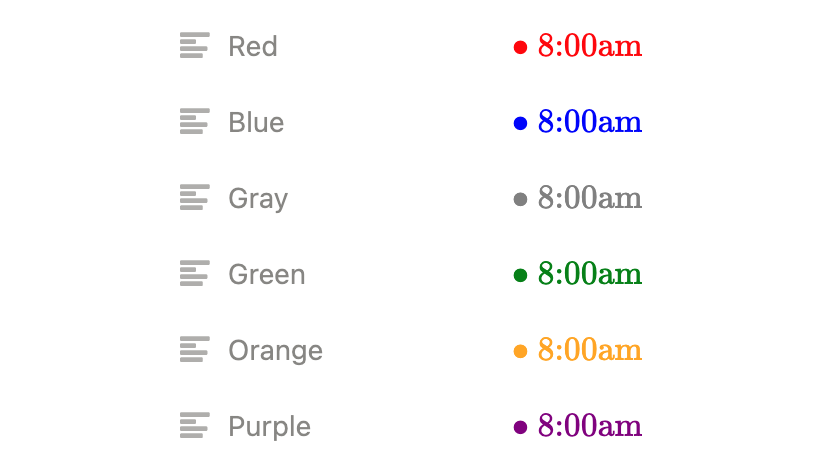 Red • 8:00am
Blue • 8:00am
Gray • 8:00am
Green • 8:00am
Orange • 8:00am
Purple • 8:00am